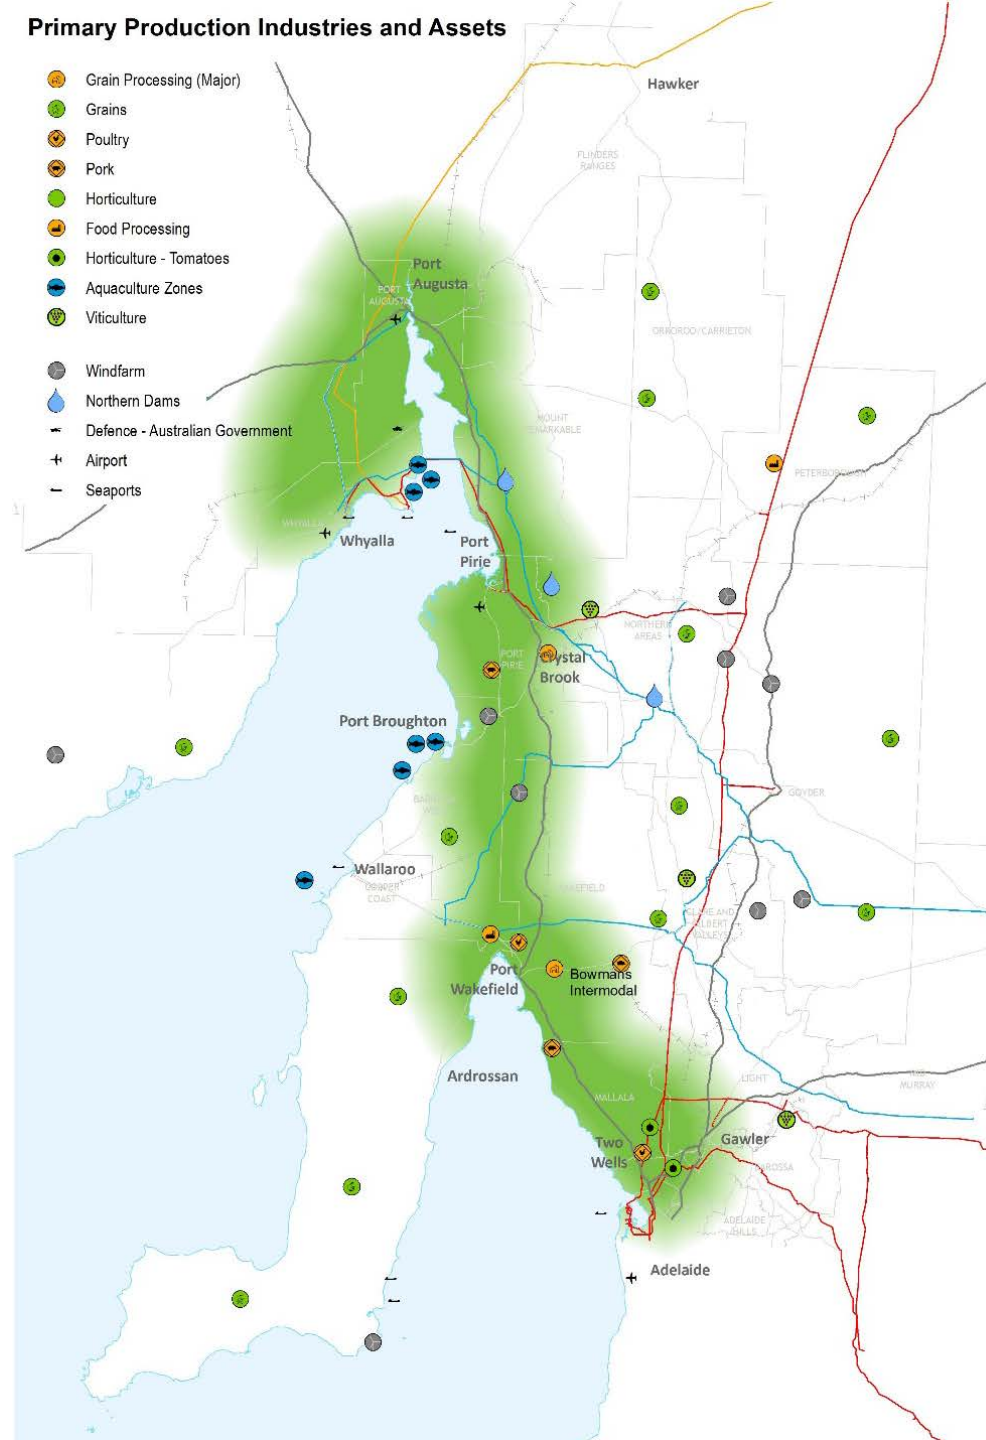 Primary Production Industries and Assets
Grain Processing (Major)
Grains
Poultry
Pork
Horticulture
Food Processing
Horticulture - Tomatoes
Aquaculture Zones
Viticulture
Windfarm
Northern Dams
Defence - Australian Government
Airport
Seaports
Hawker
FLINDERS
RANGES
Port
Augusta
PORT
AUGUSTA
ORROROO/CARRIETON
MOUNT
REMARKABLE
PETERBOROUGH
WHYALLA
Whyalla
Port
Pirie
NORTHERN
AREAS
PORT
PIRIE
Crystal
Brook
Port Broughton
GOYDER
Wallaroo
COPPER
COAST
WAKEFIELD
CLARE AND
GILBERT
VALLEYS
Port
Wakefield
Bowmans
Intermodal
Ardrossan
LIGHT
MID
MURRAY
MALLALA
Two
Wells
Gawler
BAROSSA
ADELAIDE
HILLS
Adelaide